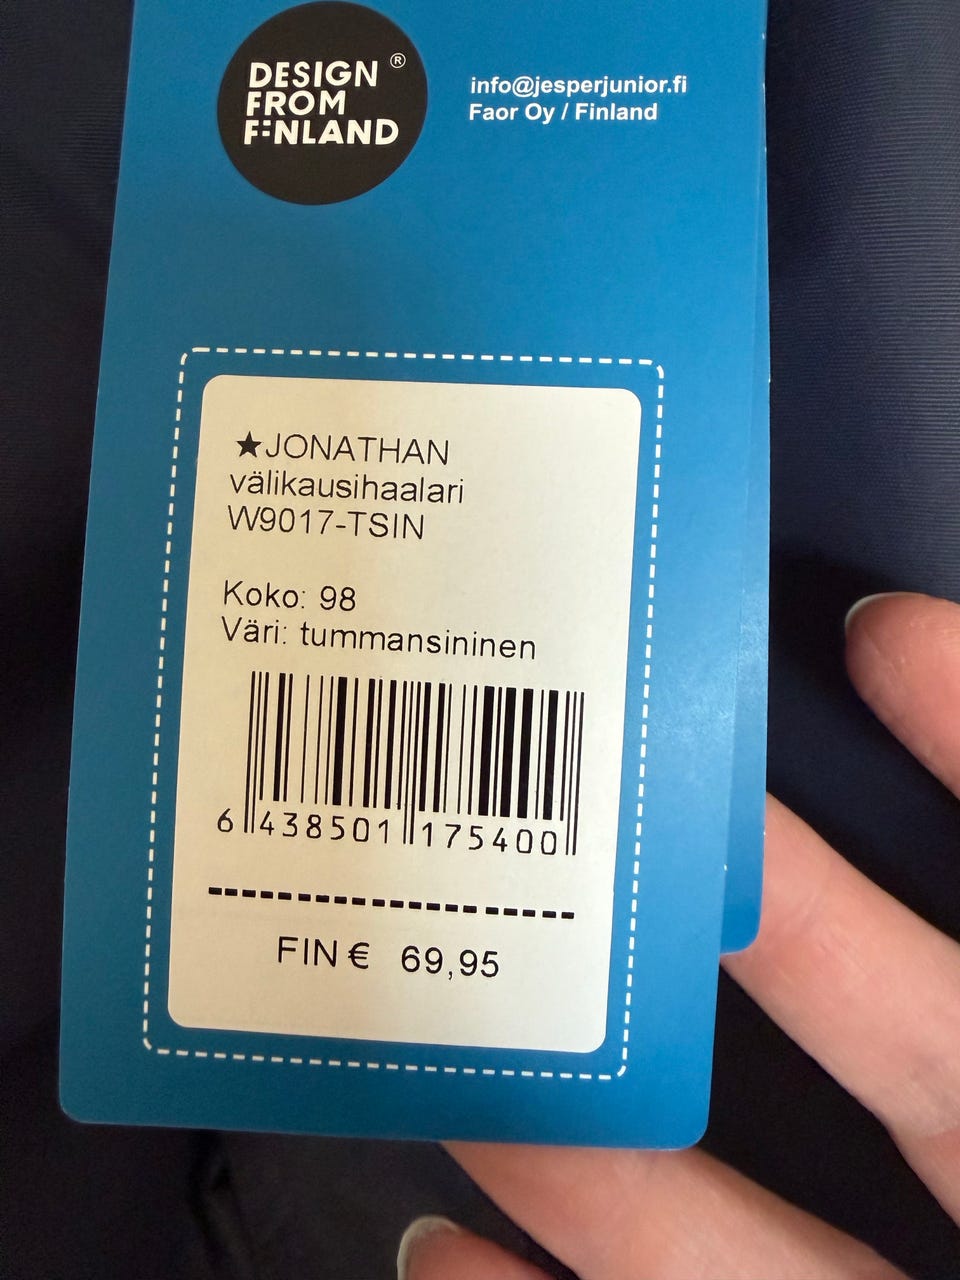 DESIGN ®
FROM
FINLAND
info@jesperjunior.fi
Faor Oy / Finland
★JONATHAN
välikausihaalari
W9017-TSIN
Koko: 98
Väri: tummansininen
6 438501 175400
FIN € 69,95